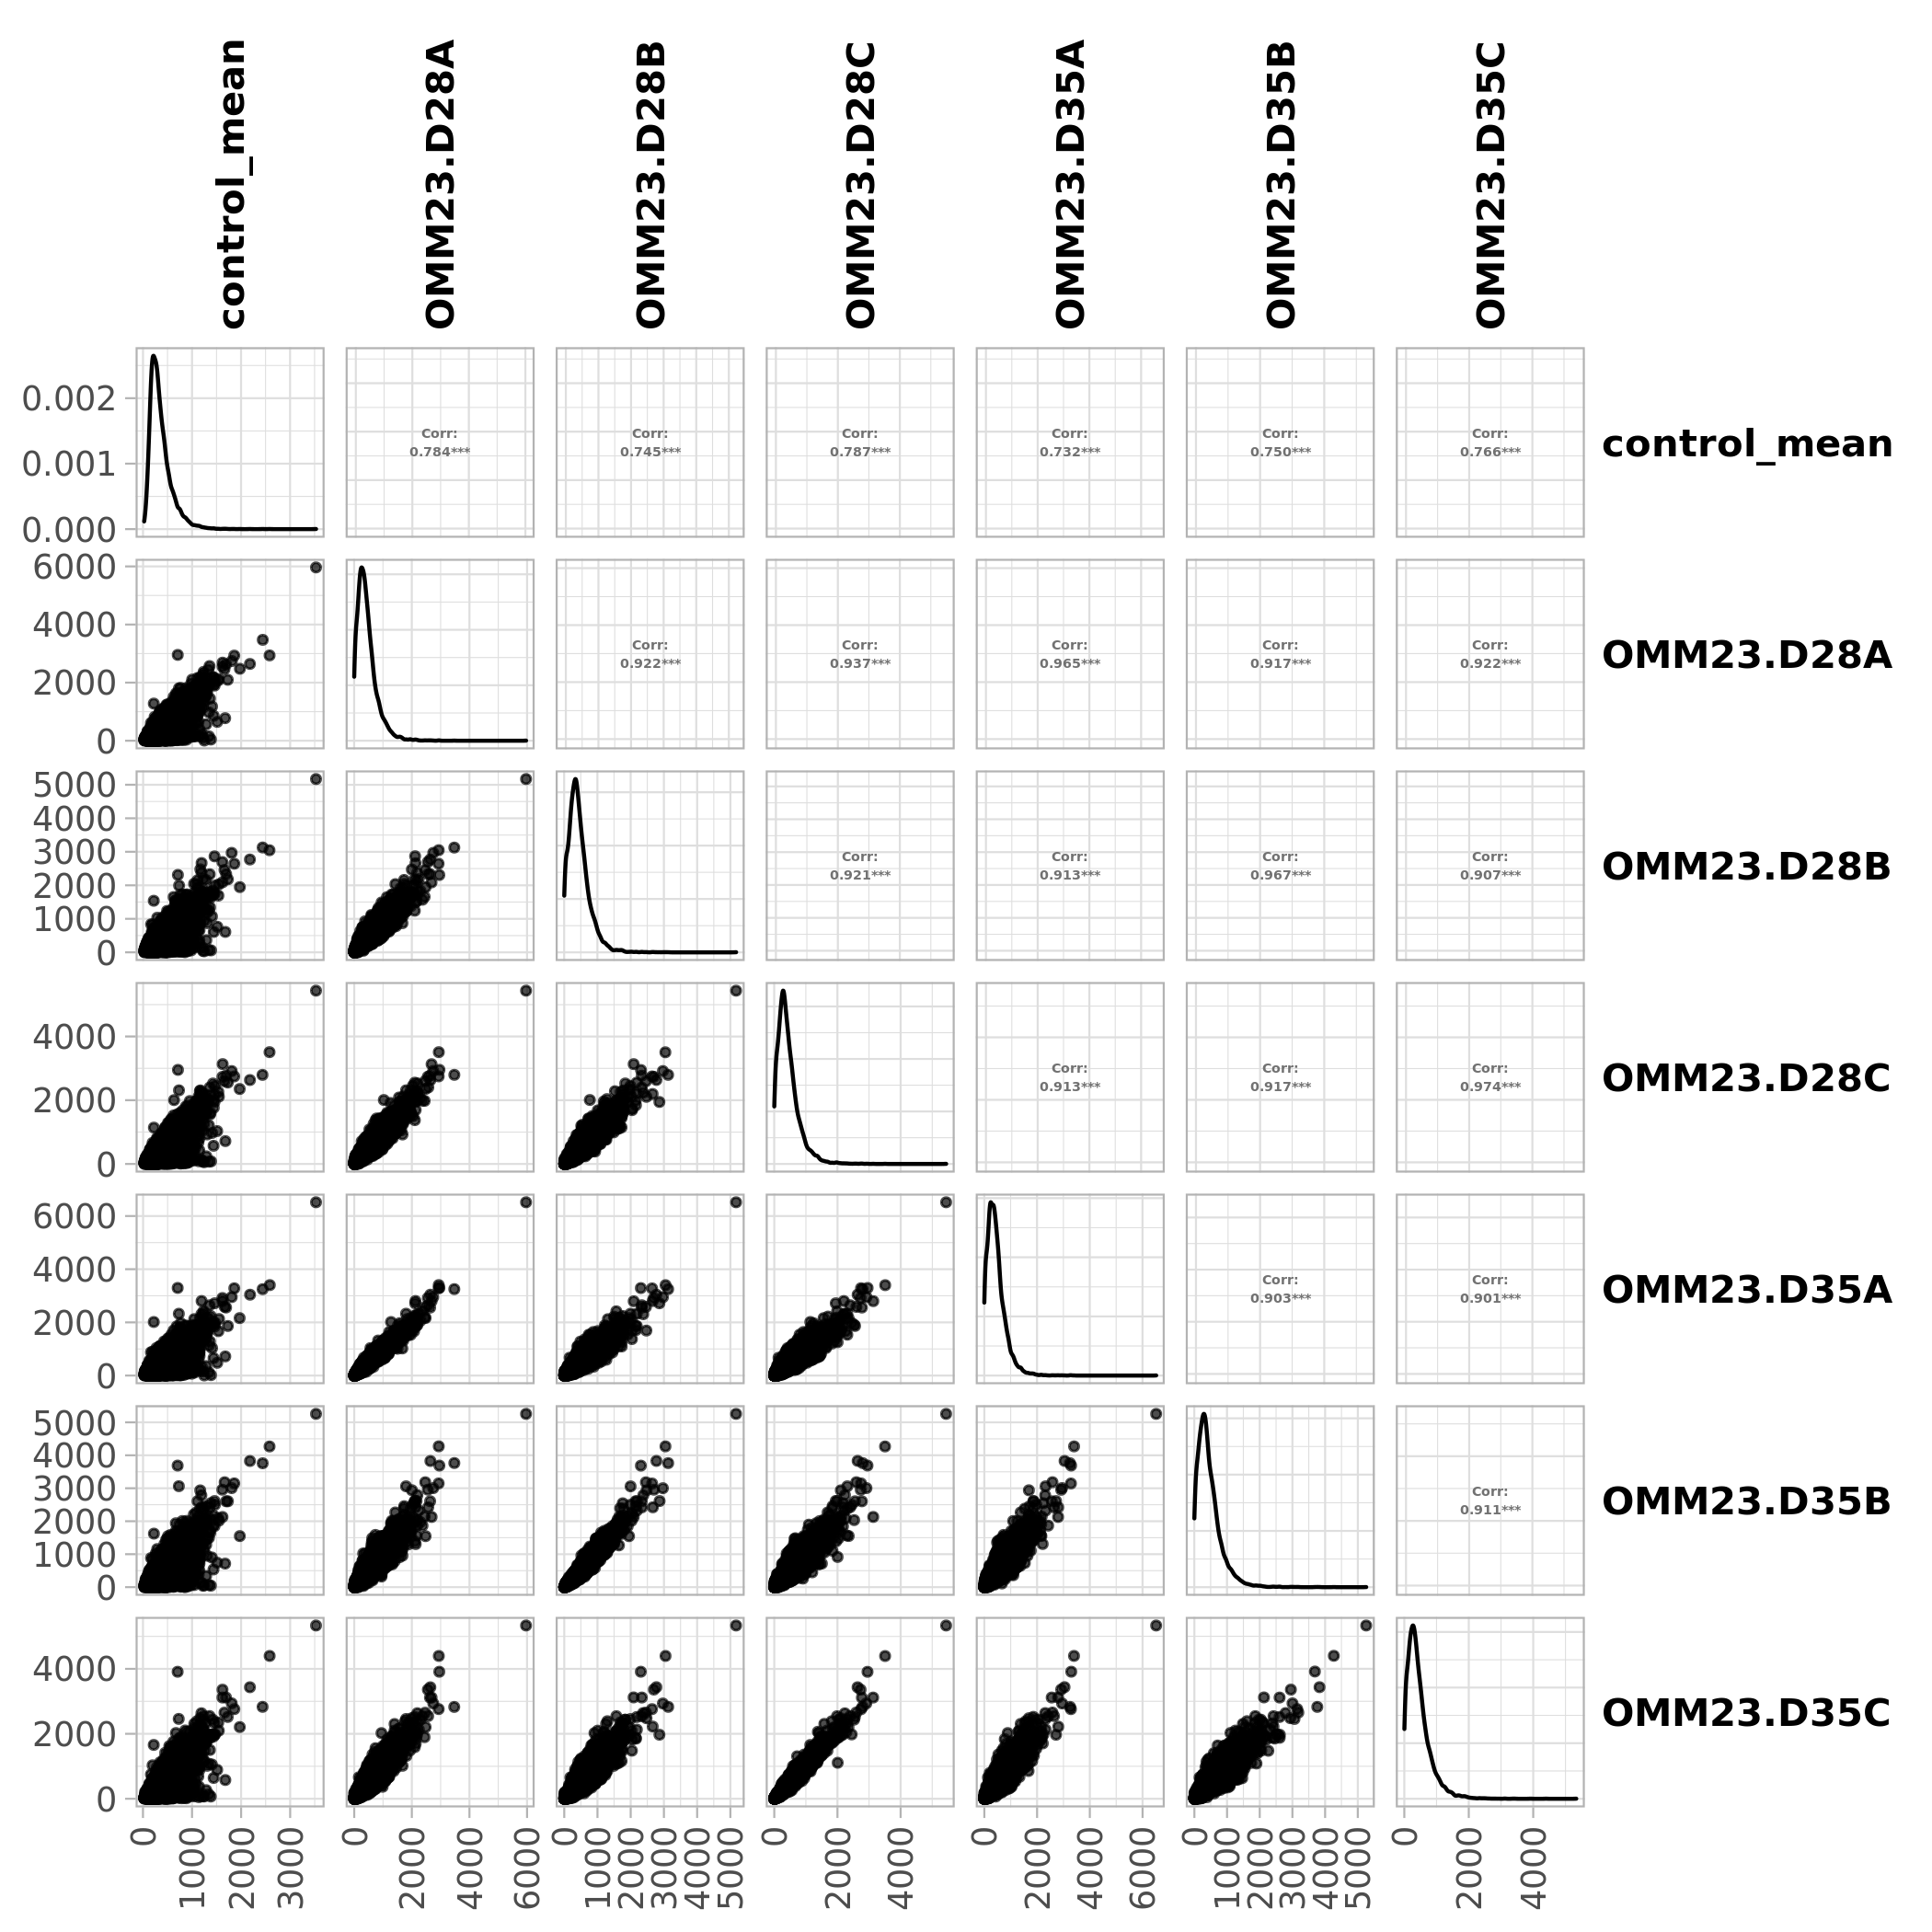 control_mean
OMM23.D28A
OMM23.D28B
OMM23.D28C
OMM23.D35A
OMM23.D35B
OMM23.D35C
0.002
0.001
0.000
Corr:
0.784***
Corr:
0.745***
Corr:
0.787***
Corr:
0.732***
Corr:
0.750***
Corr:
0.766***
control_mean
6000
4000
2000
0
Corr:
0.922***
Corr:
0.937***
Corr:
0.965***
Corr:
0.917***
Corr:
0.922***
OMM23.D28A
5000
4000
3000
2000
1000
0
Corr:
0.921***
Corr:
0.913***
Corr:
0.967***
Corr:
0.907***
OMM23.D28B
4000
2000
0
Corr:
0.913***
Corr:
0.917***
Corr:
0.974***
OMM23.D28C
6000
4000
2000
0
Corr:
0.903***
Corr:
0.901***
OMM23.D35A
5000
4000
3000
2000
1000
0
Corr:
0.911***
OMM23.D35B
4000
2000
0
OMM23.D35C
0
1000
2000
3000
0
2000
4000
6000
0
1000
2000
3000
4000
5000
0
2000
4000
0
2000
4000
6000
0
1000
2000
3000
4000
5000
0
2000
4000